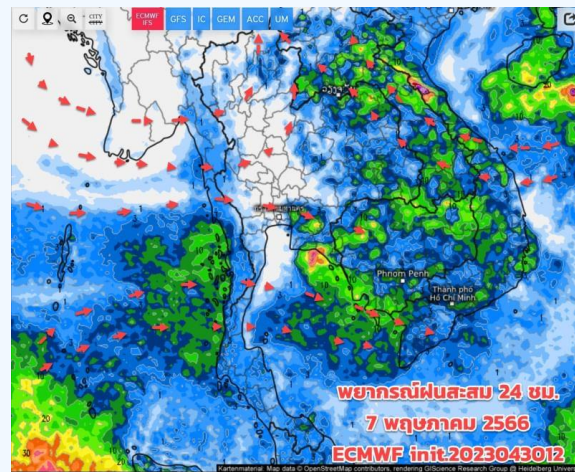 CITY
CITY
ECMWF IFS
GFS
IC
GEM
ACC
UM
Phnom Penh
Thành phố
Hồ Chí Minh
พยากรณ์ฝนสะสม 24 ชม.
7 พฤษภาคม 2566
ECMWF init.2023043012
Kartenmaterial Map data © OpenStreetMap contributors, rendering GIScience Research Group @ Heidelberg Univer